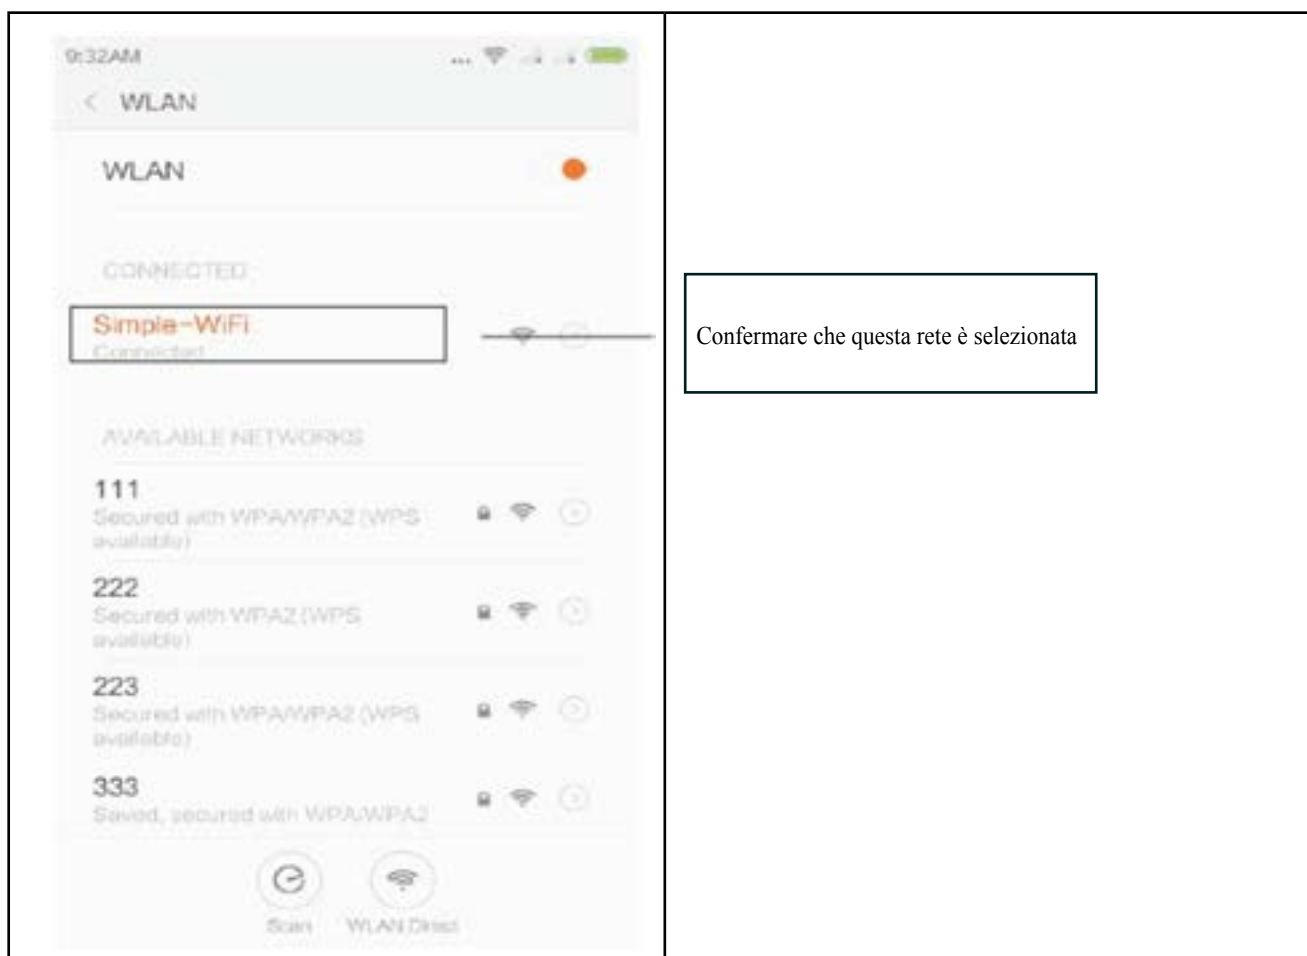 9:32AM
WLAN
WLAN
CONNECTED
Simple-WiFi
Connected
Confermare che questa rete è selezionata
AVAILABLE NETWORKS
111
Secured with WPA/WPA2 (WPS
available)
222
Secured with WPA2 (WPS
available)
223
Secured with WPA/WPA2 (WPS
available)
333
Saved, secured with WPA/WPA2
Scan WLAN Direct